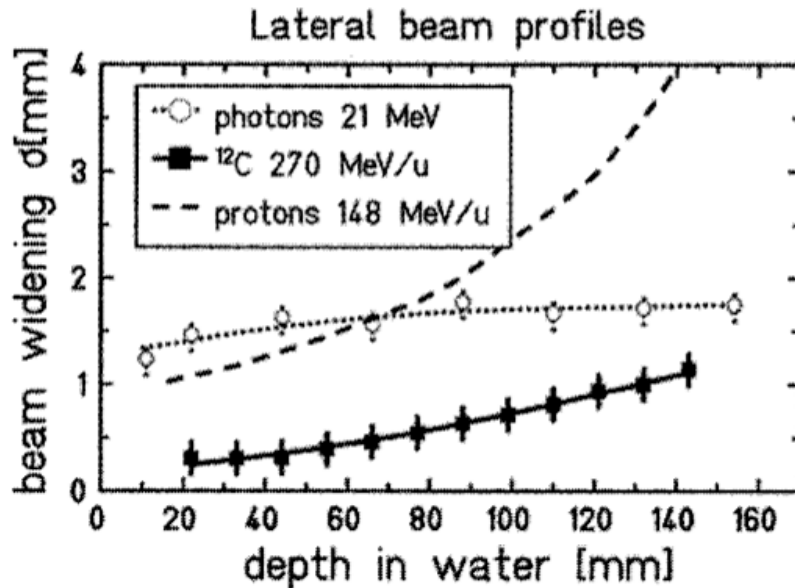 Lateral beam profiles
beam widening σ[mm]
4
3
2
1
0
photons 21 MeV
¹²C 270 MeV/u
protons 148 MeV/u
0 20 40 60 80 100 120 140 160
depth in water [mm]